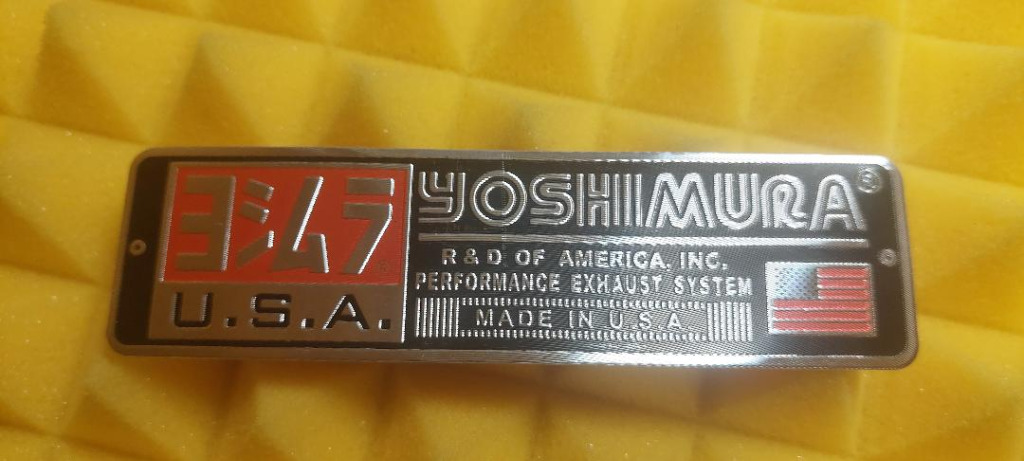 ヨシムラ®
U.S.A.
YOSHIMURA®
R & D OF AMERICA, INC.
PERFORMANCE EXHAUST SYSTEM
MADE IN U.S.A